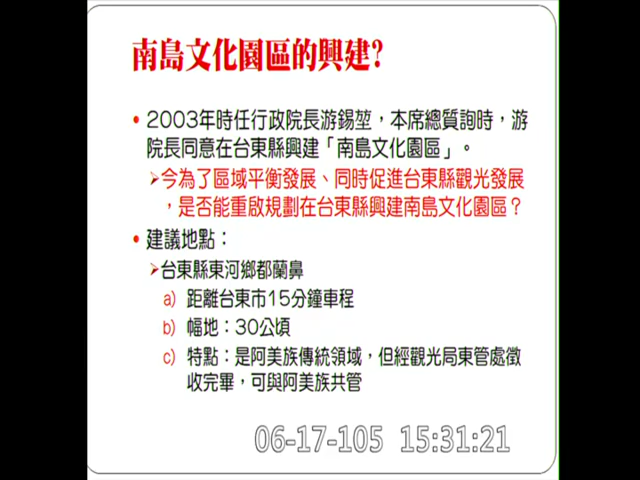 南島文化園區的興建?
• 2003年時任行政院長游錫堃，本席總質詢時，游
院長同意在台東縣興建「南島文化園區」。
➢今為了區域平衡發展、同時促進台東縣觀光發展
，是否能重啟規劃在台東縣興建南島文化園區？
• 建議地點：
➢台東縣東河鄉都蘭鼻
a) 距離台東市15分鐘車程
b) 幅地：30公頃
c) 特點：是阿美族傳統領域，但經觀光局東管處徵
收完畢，可與阿美族共管
06-17-105 15:31:21